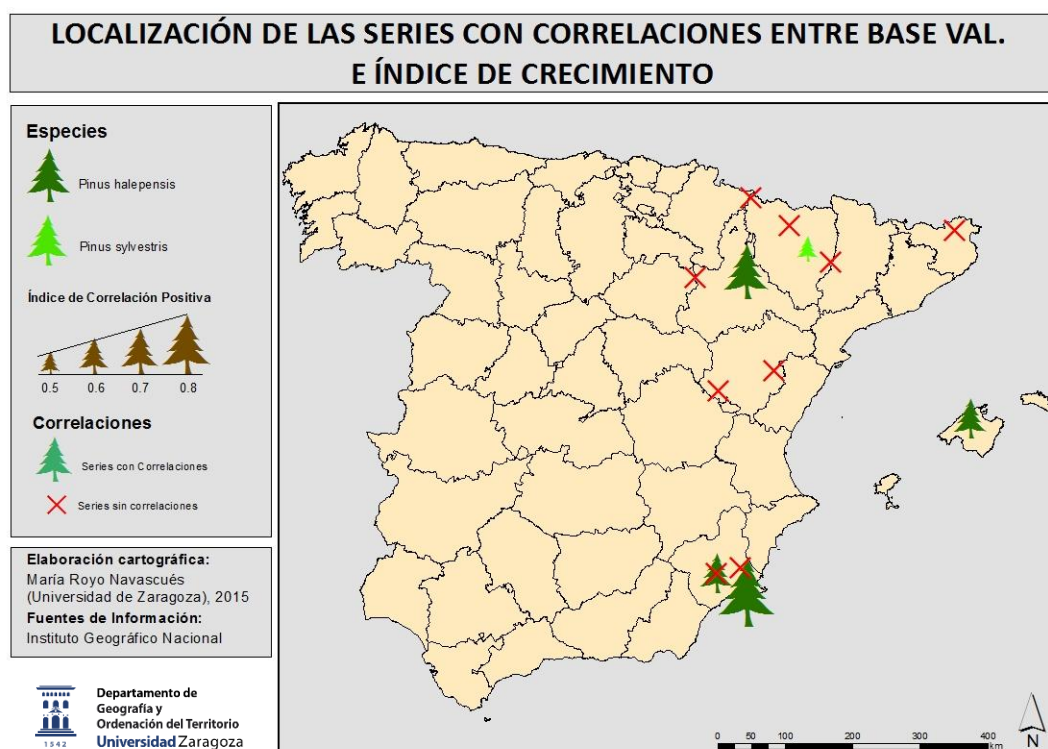 LOCALIZACIÓN DE LAS SERIES CON CORRELACIONES ENTRE BASE VAL.
E ÍNDICE DE CRECIMIENTO
Especies
Pinus halepensis
Pinus sylvestris
Índice de Correlación Positiva
0.5 0.6 0.7 0.8
Correlaciones
Series con Correlaciones
Series sin correlaciones
Elaboración cartográfica:
María Royo Navascués
(Universidad de Zaragoza), 2015
Fuentes de Información:
Instituto Geográfico Nacional
1542
Departamento de
Geografía y
Ordenación del Territorio
Universidad Zaragoza
0 50 100 200 300 400
km
N